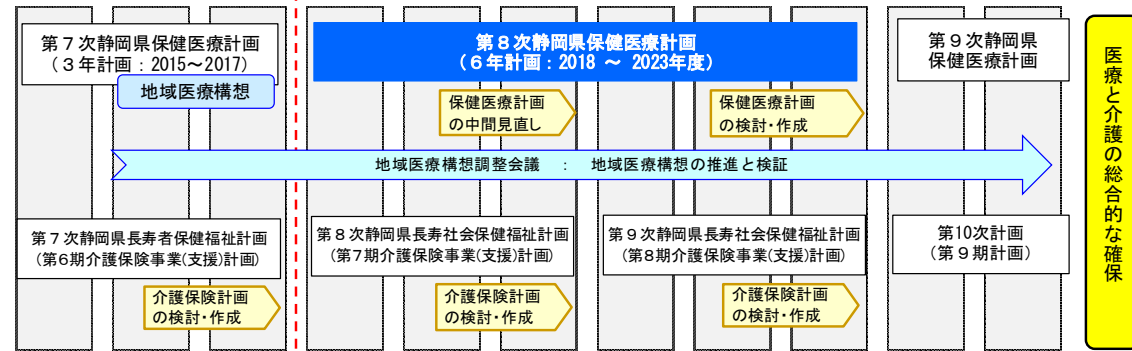 第７次静岡県保健医療計画
（３年計画：2015～2017）
地域医療構想
第８次静岡県保健医療計画
（６年計画：2018 ～ 2023年度）
保健医療計画
の中間見直し
保健医療計画
の検討・作成
第９次静岡県
保健医療計画
地域医療構想調整会議　：　地域医療構想の推進と検証
第７次静岡県長寿者保健福祉計画
(第6期介護保険事業(支援)計画)
介護保険計画
の検討・作成
第８次静岡県長寿社会保健福祉計画
(第7期介護保険事業(支援)計画)
介護保険計画
の検討・作成
第９次静岡県長寿社会保健福祉計画
(第8期介護保険事業(支援)計画)
介護保険計画
の検討・作成
第10次計画
（第９期計画）
医療と介護の総合的な確保